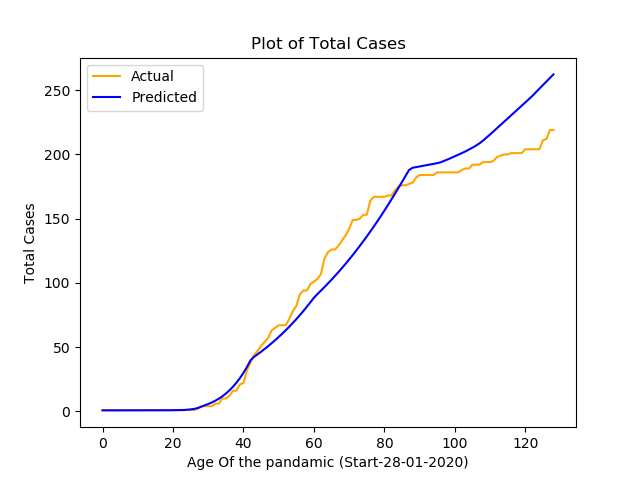 Plot of Total Cases
Actual
Predicted
250
200
150
100
50
0
Total Cases
0 20 40 60 80 100 120
Age Of the pandamic (Start-28-01-2020)